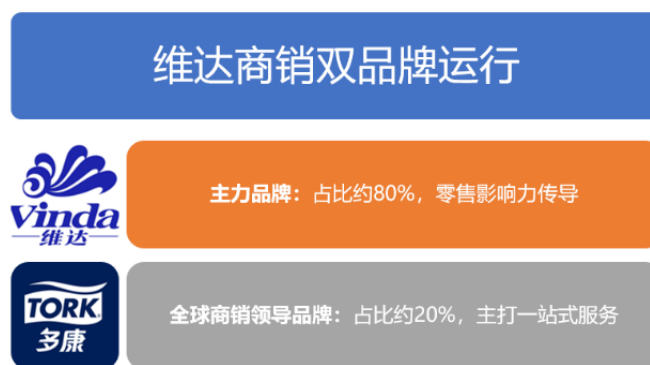 维达商销双品牌运行
Vinda
维达
主力品牌：占比约80%，零售影响力传导
TORK
多康
全球商销领导品牌：占比约20%，主打一站式服务